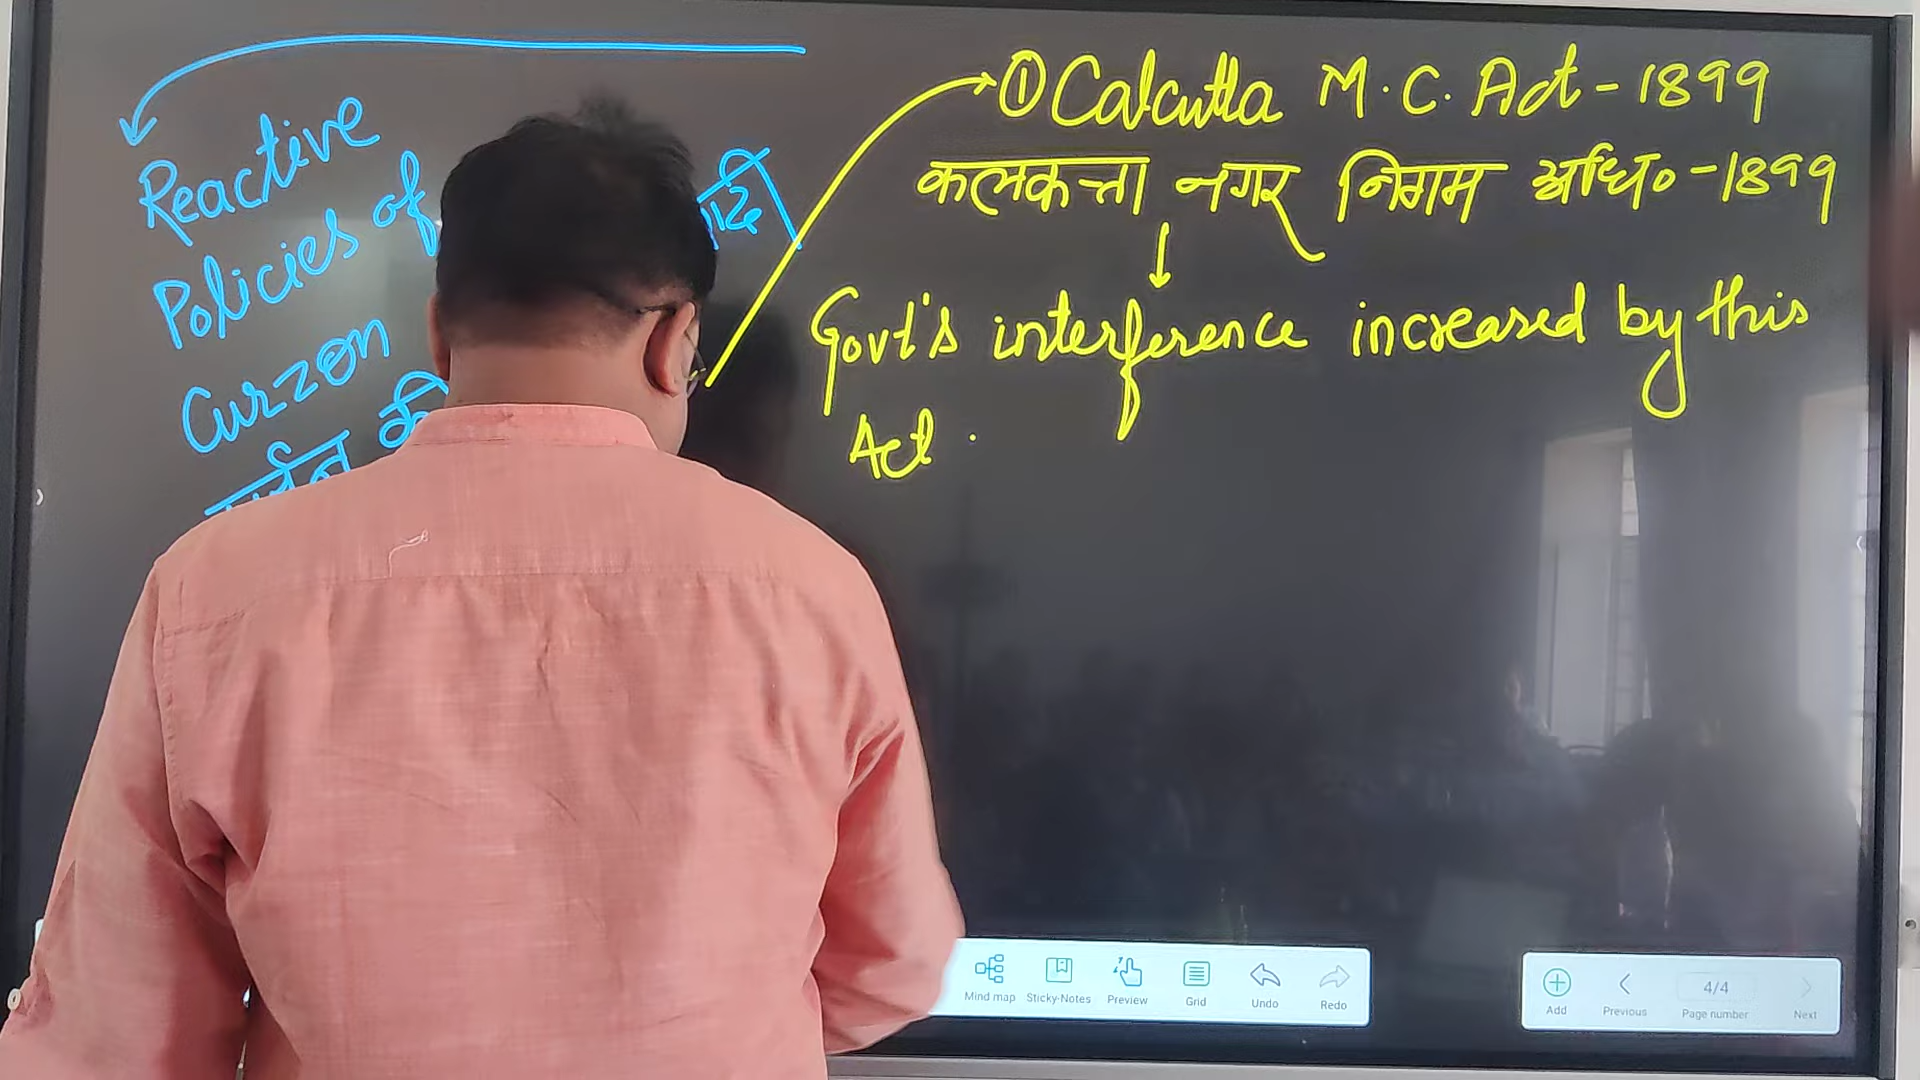 Reactive
Policies of
Curzon
① Calcutta M.C. Act - 1899
कलकत्ता नगर निगम अधि० - 1899
Govt's interference increased by this
Act.
Mind map
Sticky-Notes
Preview
Grid
Undo
Redo
Add
Previous
4/4
Page number
Next